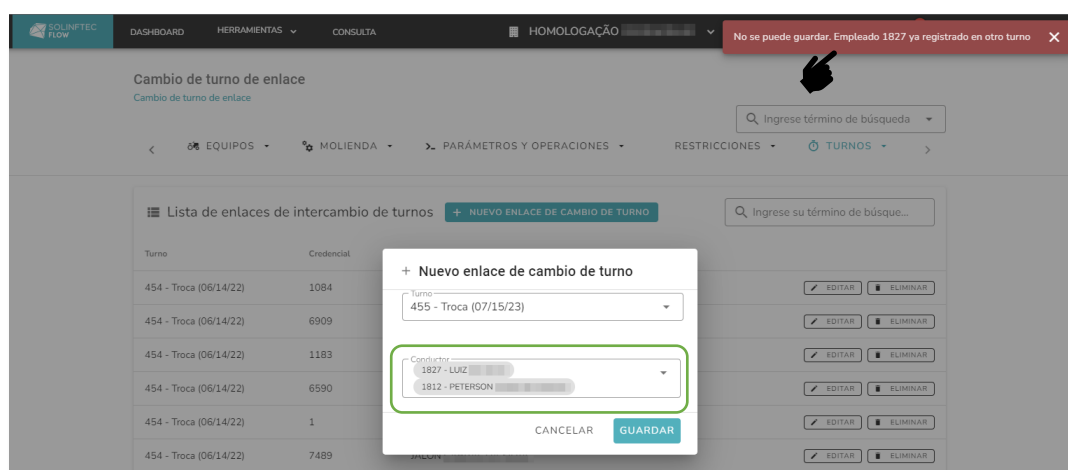 SOLINFTEC
FLOW
DASHBOARD
HERRAMIENTAS
CONSULTA
HOMOLOGAÇÃO
No se puede guardar. Empleado 1827 ya registrado en otro turno
Cambio de turno de enlace
Cambio de turno de enlace
Ingrese término de búsqueda
EQUIPOS
MOLIENDA
PARÁMETROS Y OPERACIONES
RESTRICCIONES
TURNOS
Lista de enlaces de intercambio de turnos
+ NUEVO ENLACE DE CAMBIO DE TURNO
Ingrese su término de búsque...
Turno Credencial
454 - Troca (06/14/22) 1084 EDITAR ELIMINAR
454 - Troca (06/14/22) 6909 EDITAR ELIMINAR
454 - Troca (06/14/22) 1183 EDITAR ELIMINAR
454 - Troca (06/14/22) 6590 EDITAR ELIMINAR
454 - Troca (06/14/22) 1 EDITAR ELIMINAR
454 - Troca (06/14/22) 7489 EDITAR ELIMINAR
+ Nuevo enlace de cambio de turno
Turno
455 - Troca (07/15/23)
Conductor
1827 - LUIZ
1812 - PETERSON
CANCELAR
GUARDAR